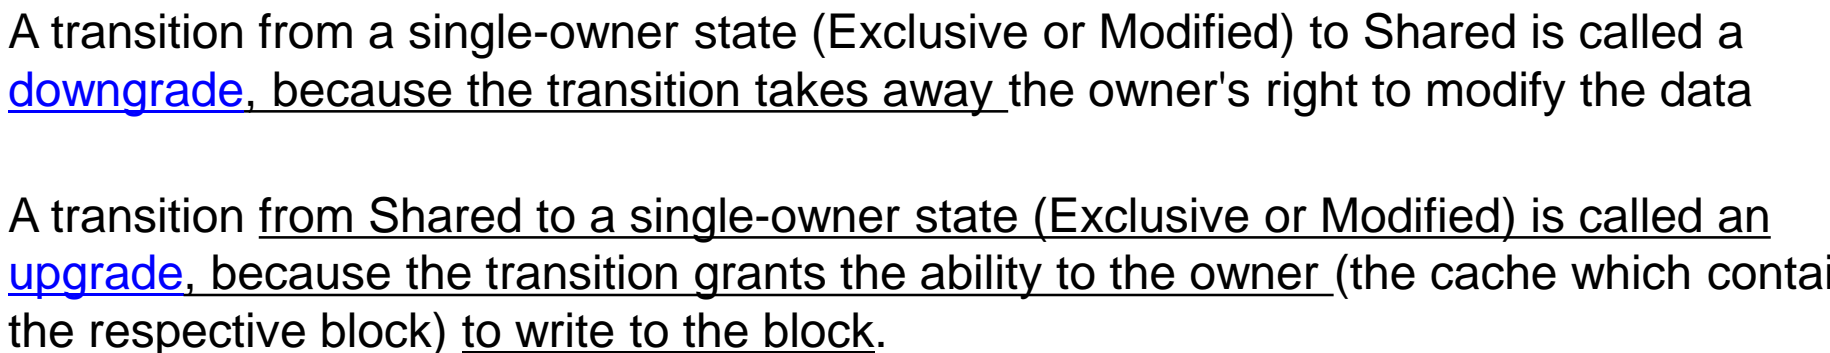 A transition from a single-owner state (Exclusive or Modified) to Shared is called a
downgrade, because the transition takes away the owner's right to modify the data
A transition from Shared to a single-owner state (Exclusive or Modified) is called an
upgrade, because the transition grants the ability to the owner (the cache which contai
the respective block) to write to the block.